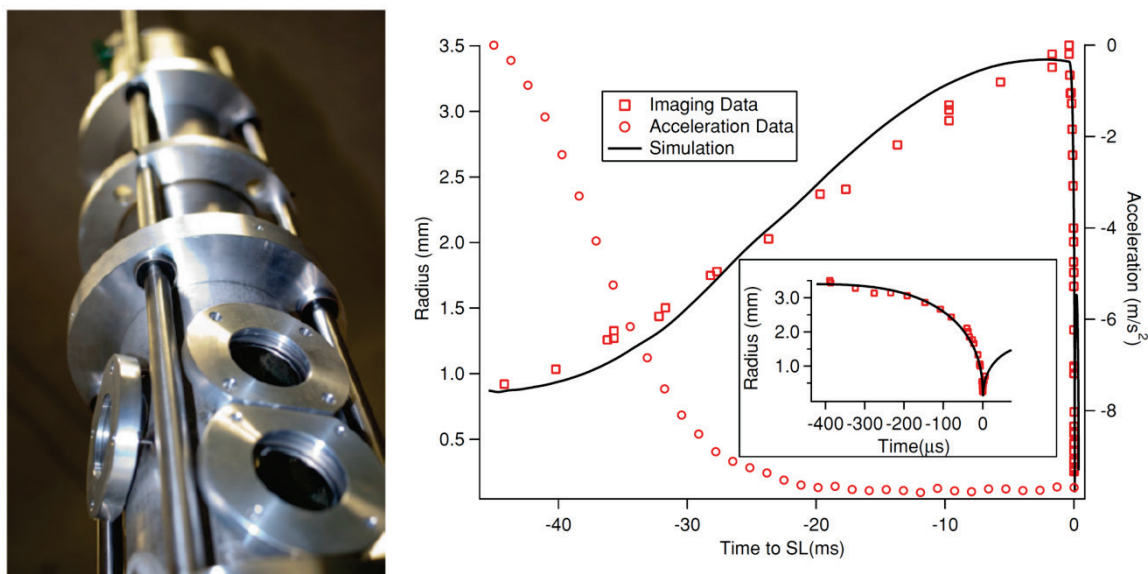 3.5
3.0
2.5
2.0
1.5
1.0
0.5
Radius (mm)
Imaging Data
Acceleration Data
Simulation
0
-2
-4
-6
-8
Acceleration (m/s²)
3.0
2.0
1.0
Radius (mm)
-400 -300 -200 -100 0
Time(μs)
-40 -30 -20 -10 0
Time to SL(ms)